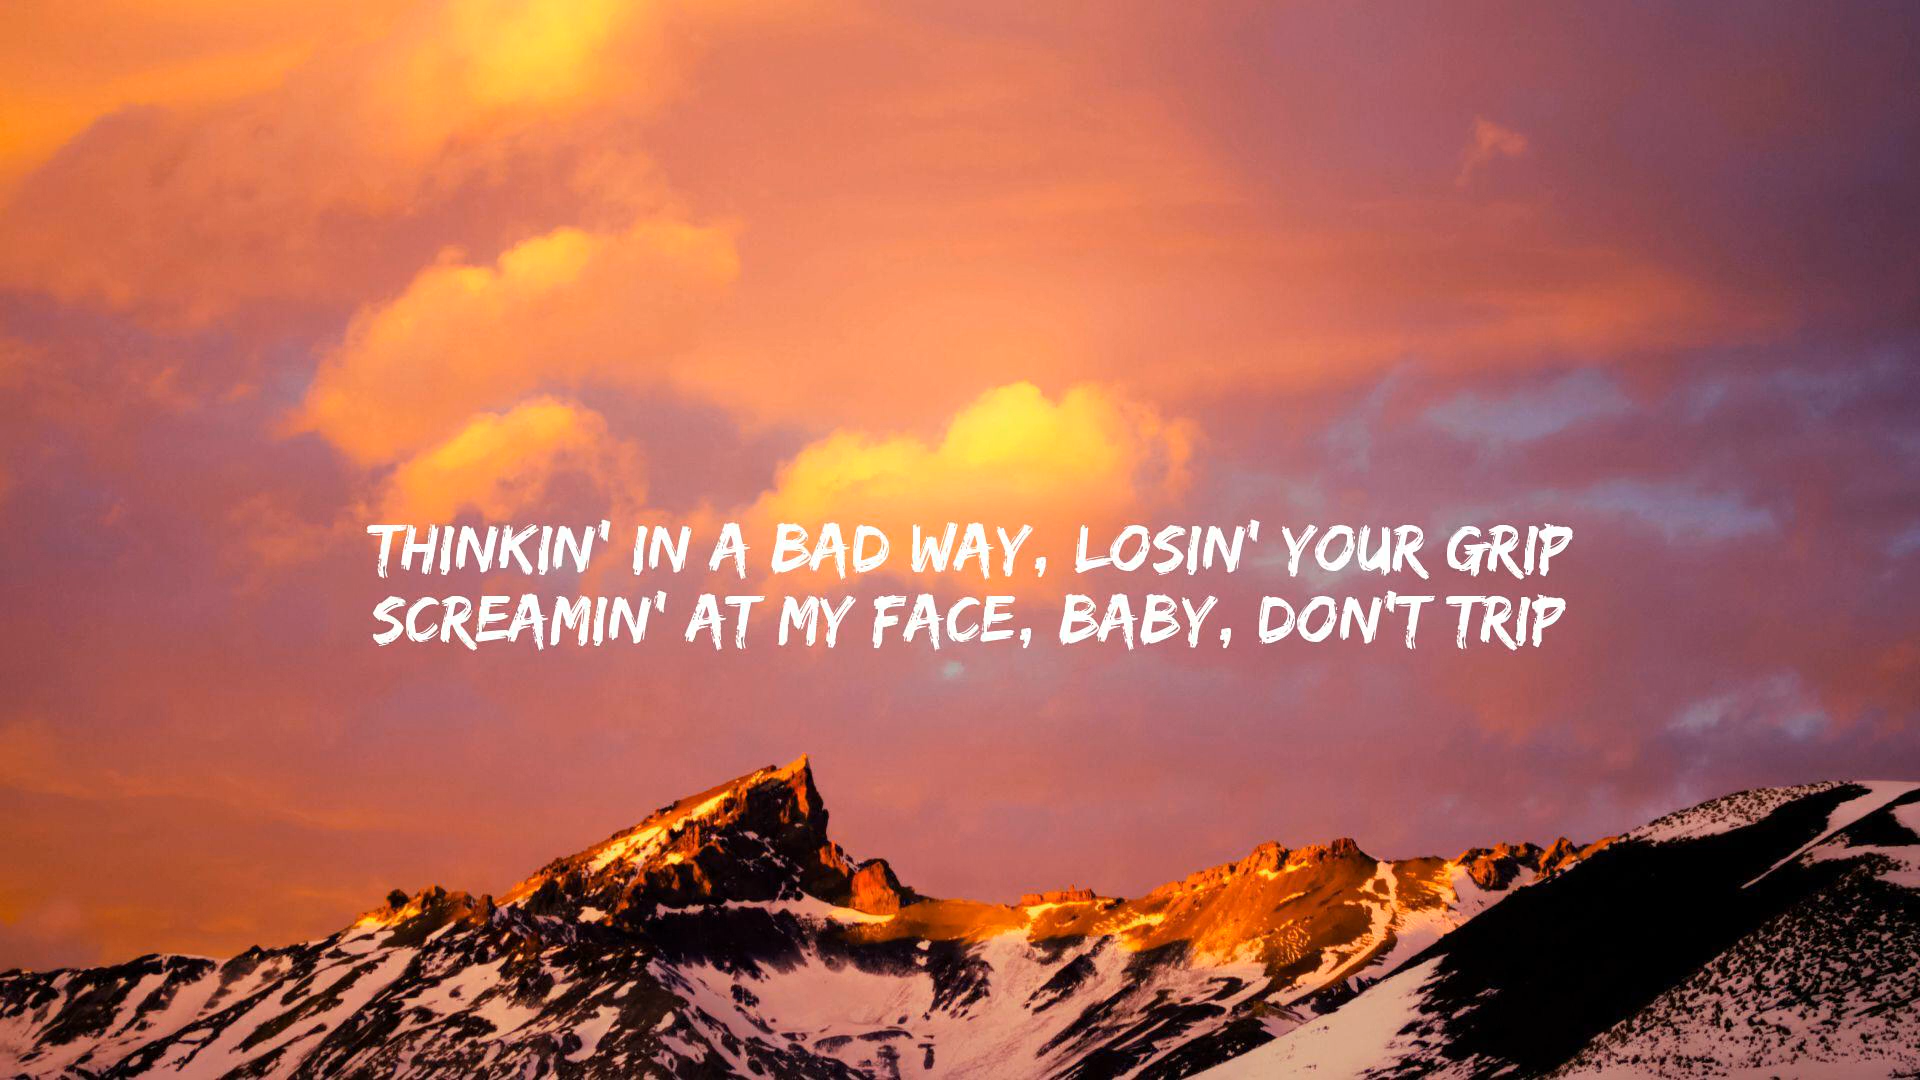 THINKIN' IN A BAD WAY, LOSIN' YOUR GRIP
SCREAMIN' AT MY FACE, BABY, DON'T TRIP